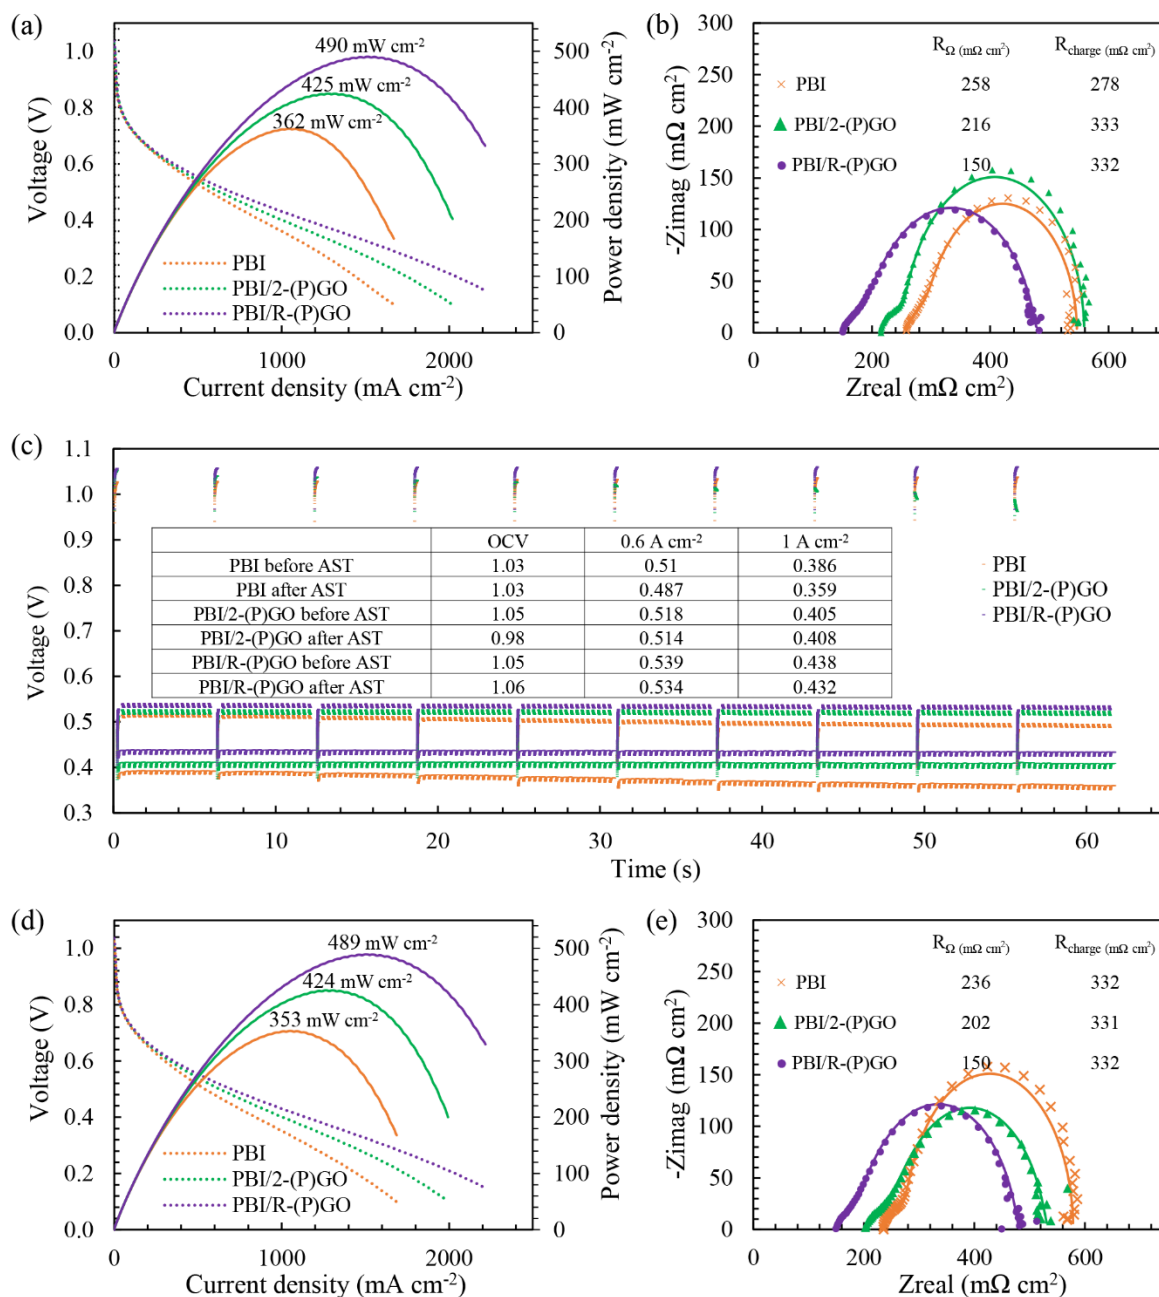 (a)
490 mW cm-2
425 mW cm-2
362 mW cm-2
Voltage (V)
1.0
0.8
0.6
0.4
0.2
0.0
Power density (mW cm-2)
500
400
300
200
100
0
PBI
PBI/2-(P)GO
PBI/R-(P)GO
0 1000 2000
Current density (mA cm-2)
(b)
RΩ (mΩ cm2) Rcharge (mΩ cm2)
PBI 258 278
PBI/2-(P)GO 216 333
PBI/R-(P)GO 150 332
-Zimag (mΩ cm2)
300
250
200
150
100
50
0
0 200 400 600
Zreal (mΩ cm2)
(c)
Voltage (V)
1.1
1.0
0.9
0.8
0.7
0.6
0.5
0.4
0.3
OCV 0.6 A cm-2 1 A cm-2
PBI before AST 1.03 0.51 0.386
PBI after AST 1.03 0.487 0.359
PBI/2-(P)GO before AST 1.05 0.518 0.405
PBI/2-(P)GO after AST 0.98 0.514 0.408
PBI/R-(P)GO before AST 1.05 0.539 0.438
PBI/R-(P)GO after AST 1.06 0.534 0.432
PBI
PBI/2-(P)GO
PBI/R-(P)GO
0 10 20 30 40 50 60
Time (s)
(d)
489 mW cm-2
424 mW cm-2
353 mW cm-2
Voltage (V)
1.0
0.8
0.6
0.4
0.2
0.0
Power density (mW cm-2)
500
400
300
200
100
0
PBI
PBI/2-(P)GO
PBI/R-(P)GO
0 1000 2000
Current density (mA cm-2)
(e)
RΩ (mΩ cm2) Rcharge (mΩ cm2)
PBI 236 332
PBI/2-(P)GO 202 331
PBI/R-(P)GO 150 332
-Zimag (mΩ cm2)
300
250
200
150
100
50
0
0 200 400 600
Zreal (mΩ cm2)